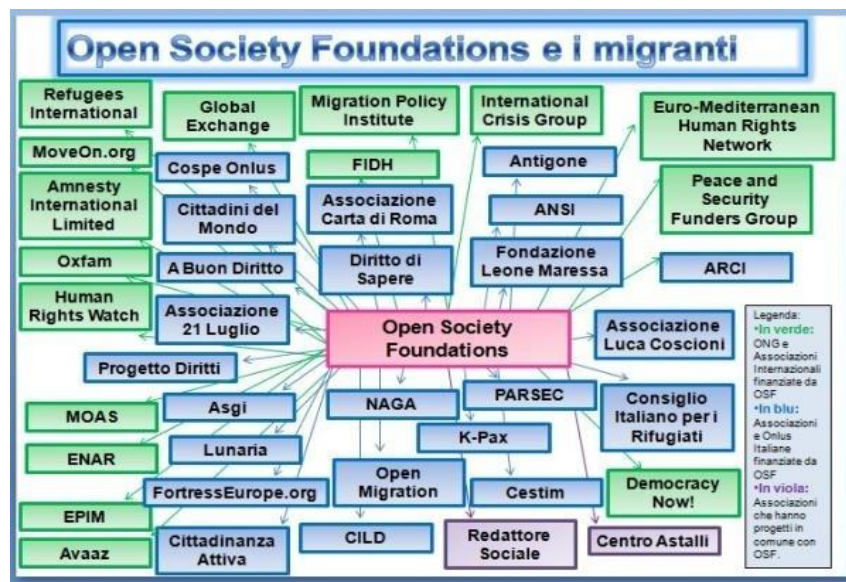 Open Society Foundations e i migranti
Refugees
International
Global
Exchange
Migration Policy
Institute
International
Crisis Group
Euro-Mediterranean
Human Rights
Network
MoveOn.org
Cospe Onlus
FIDH
Antigone
Amnesty
International
Limited
Cittadini del
Mondo
Associazione
Carta di Roma
ANSI
Peace and
Security
Funders Group
Oxfam
A Buon Diritto
Diritto di
Sapere
Fondazione
Leone Maressa
ARCI
Human
Rights Watch
Associazione
21 Luglio
Open Society
Foundations
Associazione
Luca Coscioni
Progetto Diritti
MOAS
Asgi
NAGA
PARSEC
Consiglio
Italiano per i
Rifugiati
ENAR
Lunaria
K-Pax
FortressEurope.org
Open
Migration
Cestim
Democracy
Now!
EPIM
Avaaz
Cittadinanza
Attiva
CILD
Redattore
Sociale
Centro Astalli
Legenda:
•In verde:
ONG e
Associazioni
Internazionali
finanziate da
OSF
•In blu:
Associazioni
e Onlus
Italiane
finanziate da
OSF
•In viola:
Associazioni
che hanno
progetti in
comune con
OSF.